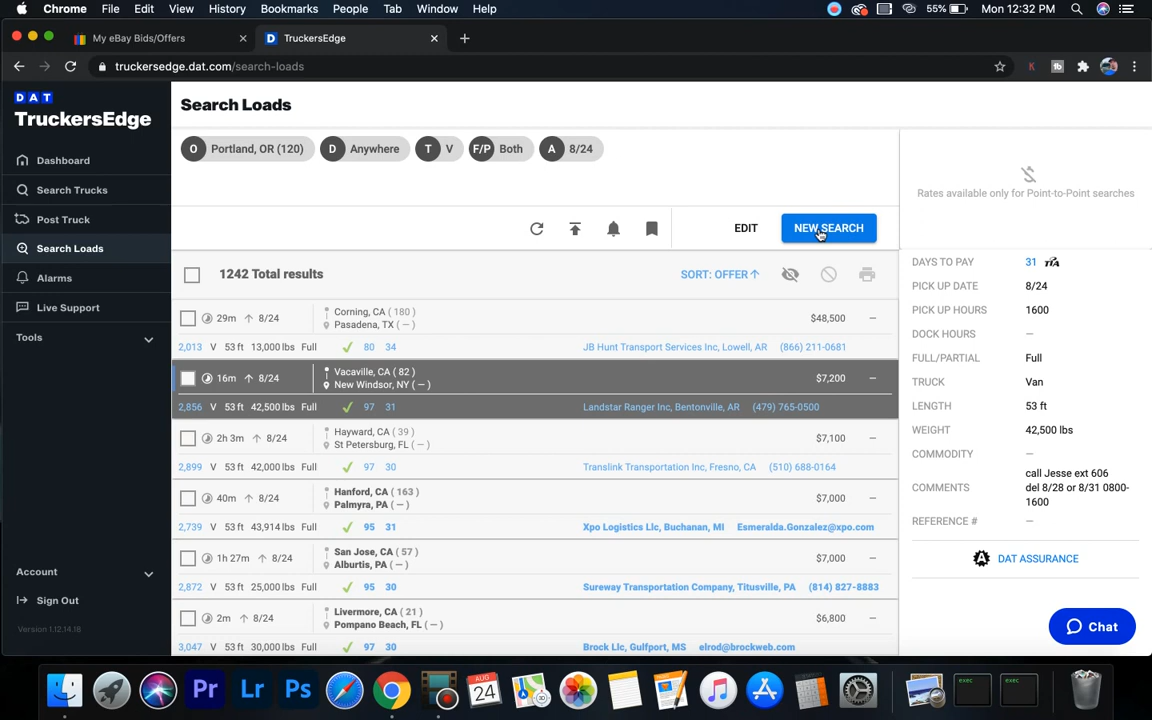 Chrome File Edit View History Bookmarks People Tab Window Help 55% Mon 12:32 PM
My eBay Bids/Offers TruckersEdge
truckersedge.dat.com/search-loads
DAT
TruckersEdge
Dashboard
Search Trucks
Post Truck
Search Loads
Alarms
Live Support
Tools
Account
Sign Out
Version 1.12.14.18
Search Loads
O Portland, OR (120) D Anywhere T V F/P Both A 8/24
EDIT NEW SEARCH
1242 Total results SORT: OFFER
29m 8/24 Corning, CA ( 180 ) $48,500 –
Pasadena, TX ( – )
2,013 V 53 ft 13,000 lbs Full 80 34 JB Hunt Transport Services Inc, Lowell, AR (866) 211-0681
16m 8/24 Vacaville, CA ( 82 ) $7,200 –
New Windsor, NY ( – )
2,856 V 53 ft 42,500 lbs Full 97 31 Landstar Ranger Inc, Bentonville, AR (479) 765-0500
2h 3m 8/24 Hayward, CA ( 39 ) $7,100 –
St Petersburg, FL ( – )
2,899 V 53 ft 42,000 lbs Full 97 30 Translink Transportation Inc, Fresno, CA (510) 688-0164
40m 8/24 Hanford, CA ( 163 ) $7,000 –
Palmyra, PA ( – )
2,739 V 53 ft 43,914 lbs Full 95 31 Xpo Logistics Llc, Buchanan, MI Esmeralda.Gonzalez@xpo.com
1h 27m 8/24 San Jose, CA ( 57 ) $7,000 –
Alburtis, PA ( – )
2,872 V 53 ft 25,000 lbs Full 95 30 Sureway Transportation Company, Titusville, PA (814) 827-8883
2m 8/24 Livermore, CA ( 21 ) $6,800 –
Pompano Beach, FL ( – )
3,047 V 53 ft 30,000 lbs Full 97 30 Brock Llc, Gulfport, MS elrod@brockweb.com
Rates available only for Point-to-Point searches
DAYS TO PAY 31 TIA
PICK UP DATE 8/24
PICK UP HOURS 1600
DOCK HOURS –
FULL/PARTIAL Full
TRUCK Van
LENGTH 53 ft
WEIGHT 42,500 lbs
COMMODITY –
COMMENTS call Jesse ext 606
del 8/28 or 8/31 0800-
1600
REFERENCE # –
DAT ASSURANCE
Chat
Pr Lr Ps AUG 24 exec exec